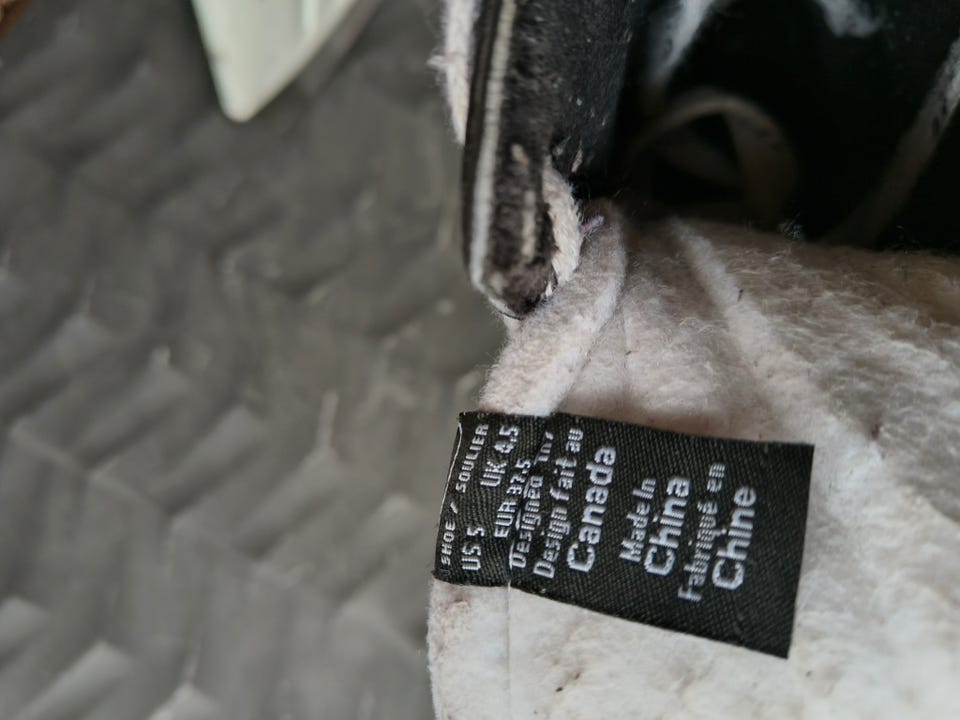 SHOE / SOULIER
US 5 UK 4.5
EUR 37.5
Designed in /
Design fait au
Canada
Made In
China
Fabriqué en
Chine